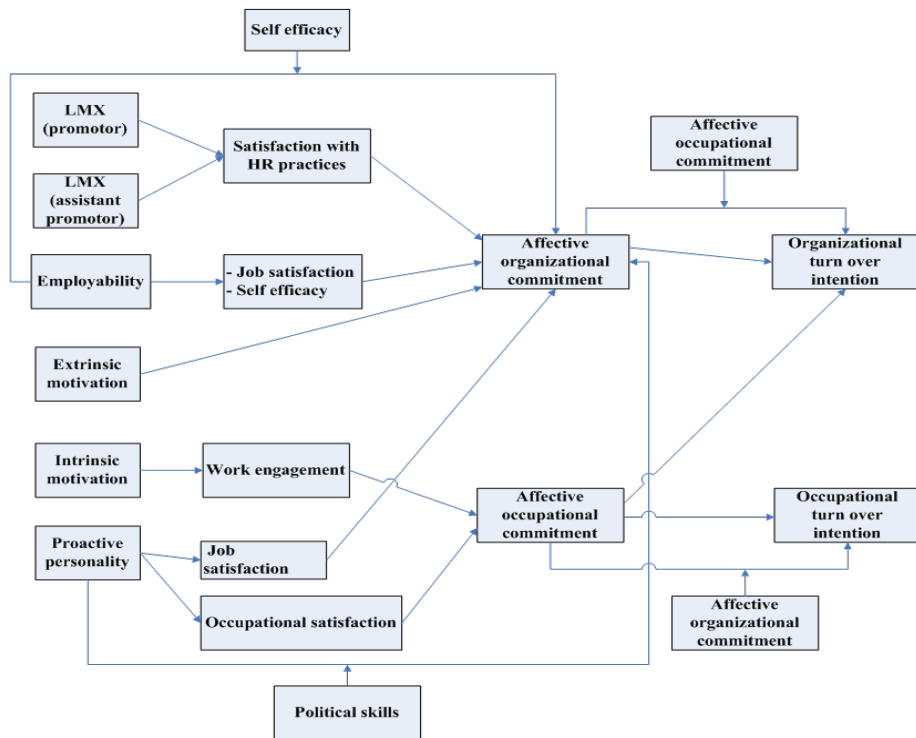 Self efficacy
LMX
(promotor)
Satisfaction with
HR practices
LMX
(assistant
promotor)
Affective
occupational
commitment
Employability
- Job satisfaction
- Self efficacy
Affective
organizational
commitment
Organizational
turn over
intention
Extrinsic
motivation
Intrinsic
motivation
Work engagement
Affective
occupational
commitment
Occupational
turn over
intention
Proactive
personality
Job
satisfaction
Occupational satisfaction
Affective
organizational
commitment
Political skills